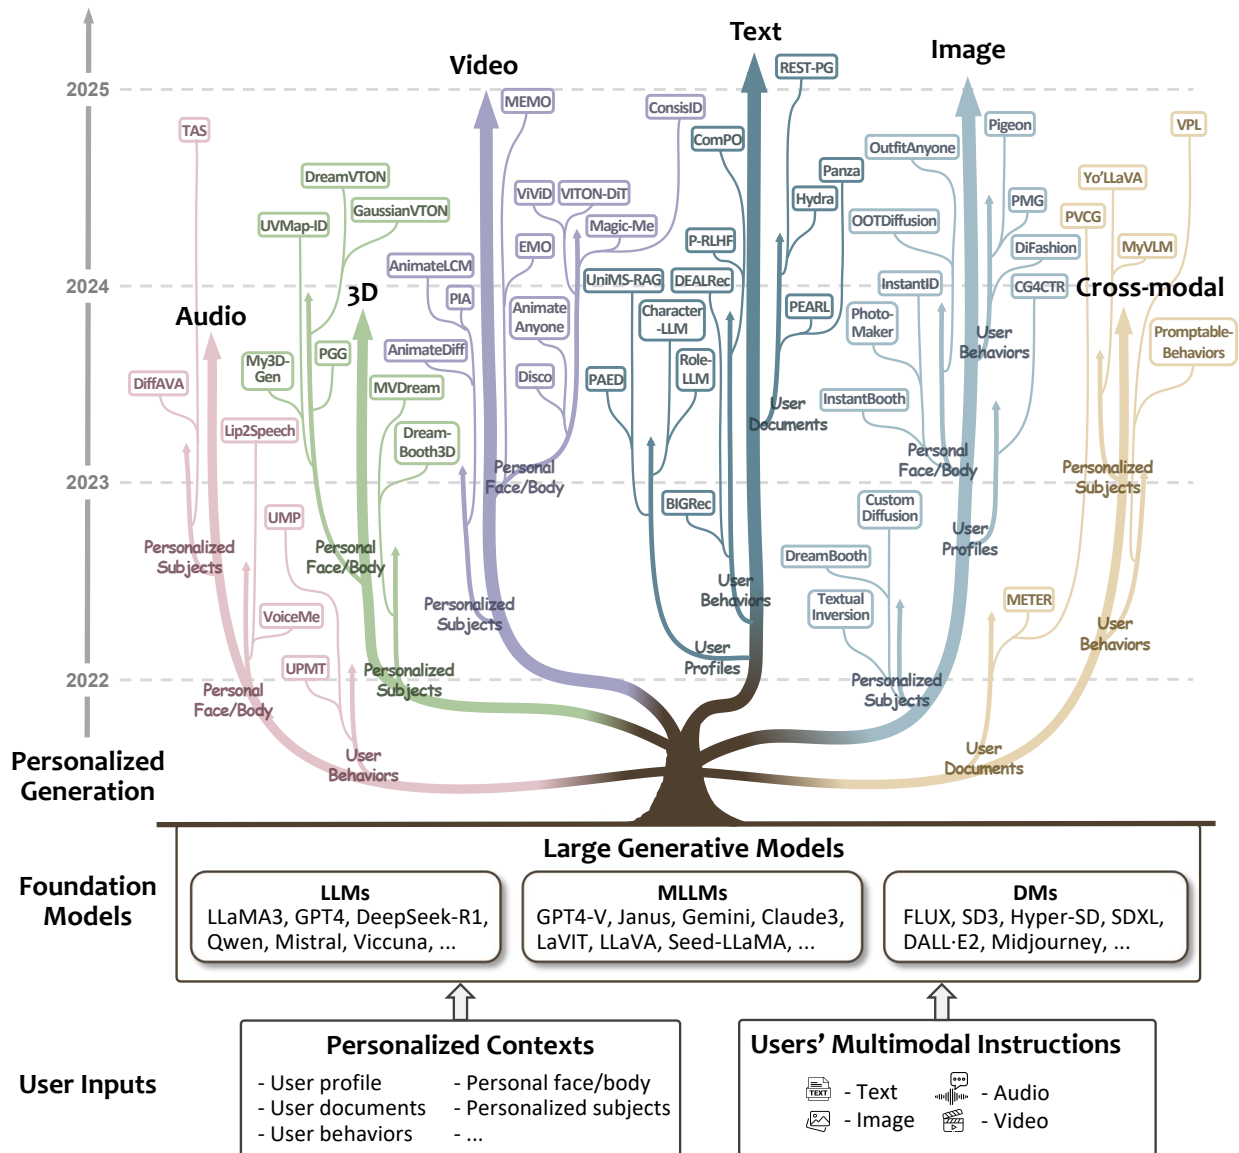 Text
Image
Video
2025
REST-PG
MEMO
ConsisID
TAS
ComPO
Pigeon
VPL
OutfitAnyone
DreamVTON
Panza
Yo'LLaVA
ViViD
VITON-DiT
Hydra
PMG
GaussianVTON
PVCG
UVMap-ID
Magic-Me
OOTDiffusion
EMO
P-RLHF
DiFashion
MyVLM
AnimateLCM
UniMS-RAG
DEALRec
InstantID
CG4CTR
2024
3D
Cross-modal
PIA
Animate
Anyone
Character
-LLM
PEARL
Photo-
Maker
User
Behaviors
Promptable-
Behaviors
Audio
My3D-
Gen
PGG
AnimateDiff
Role-
LLM
DiffAVA
MVDream
Disco
PAED
InstantBooth
User
Documents
Lip2Speech
Dream-
Booth3D
Personal
Face/Body
Personal
Face/Body
Personalized
Subjects
2023
BIGRec
Custom
Diffusion
UMP
User
Profiles
Personalized
Subjects
Personal
Face/Body
DreamBooth
User
Behaviors
Textual
Inversion
METER
VoiceMe
Personalized
Subjects
User
Behaviors
User
Profiles
UPMT
Personalized
Subjects
Personalized
Subjects
2022
Personal
Face/Body
User
Behaviors
User
Documents
Personalized
Generation
Large Generative Models
Foundation
Models
LLMs
LLaMA3, GPT4, DeepSeek-R1,
Qwen, Mistral, Viccuna, ...
MLLMs
GPT4-V, Janus, Gemini, Claude3,
LaVIT, LLaVA, Seed-LLaMA, ...
DMs
FLUX, SD3, Hyper-SD, SDXL,
DALL·E2, Midjourney, ...
User Inputs
Personalized Contexts
- User profile
- User documents
- User behaviors
- Personal face/body
- Personalized subjects
- ...
Users' Multimodal Instructions
TEXT
- Text
- Image
- Audio
- Video